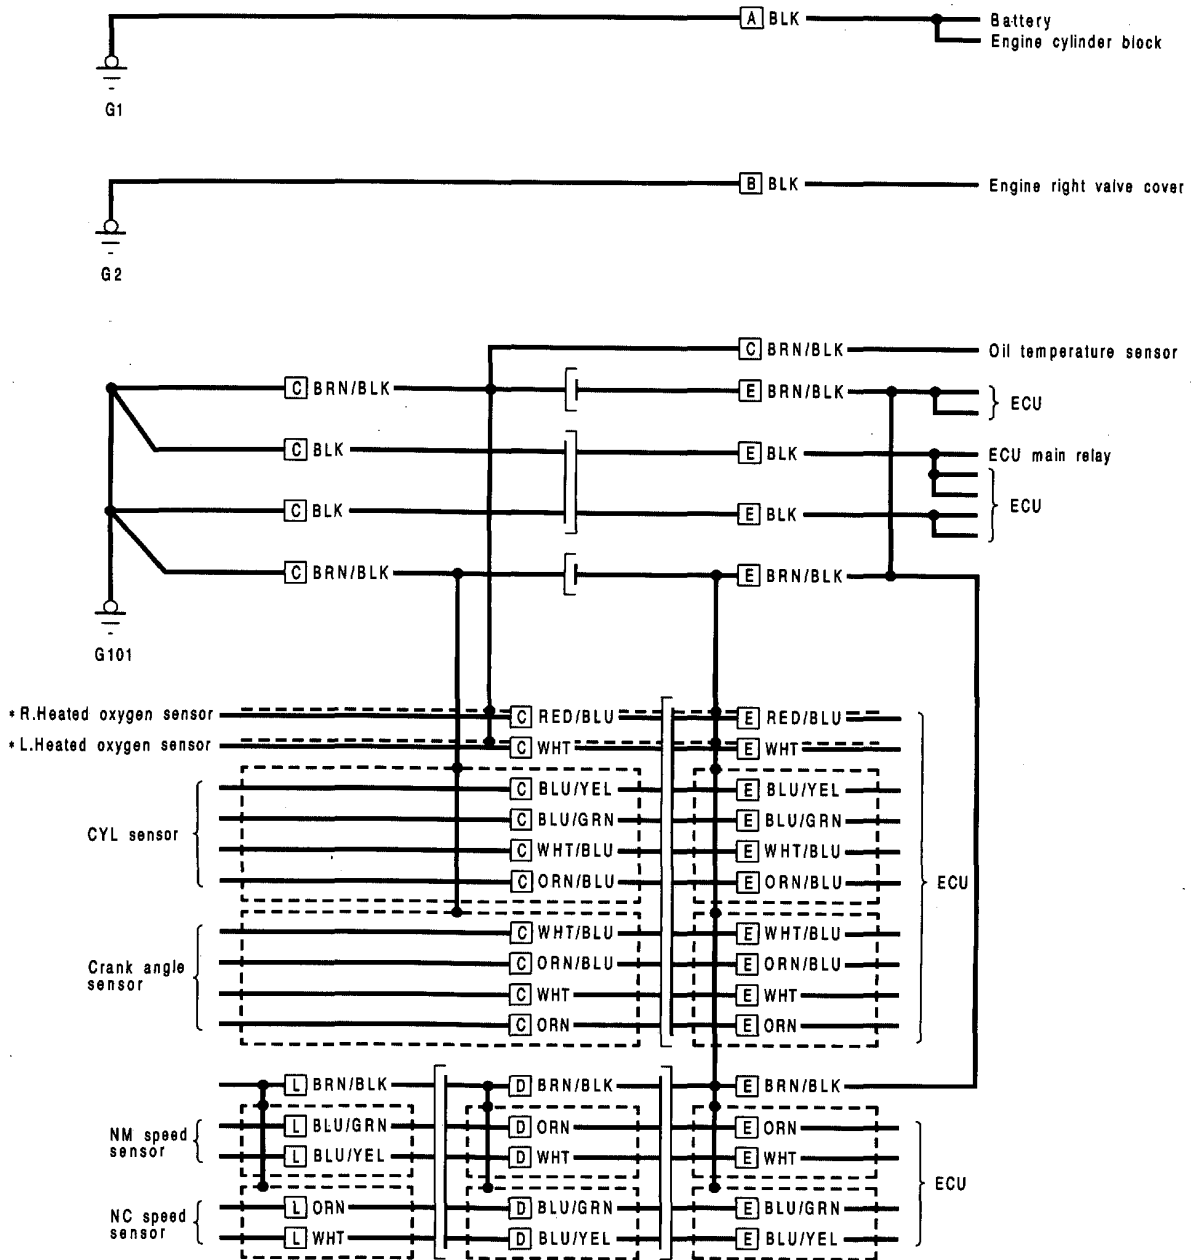 A BLK Battery
Engine cylinder block
G1
B BLK Engine right valve cover
G2
C BRN/BLK Oil temperature sensor
C BRN/BLK E BRN/BLK ECU
C BLK E BLK ECU main relay
ECU
C BLK E BLK
C BRN/BLK E BRN/BLK
G101
*R.Heated oxygen sensor C RED/BLU E RED/BLU
*L.Heated oxygen sensor C WHT E WHT
C BLU/YEL E BLU/YEL
CYL sensor C BLU/GRN E BLU/GRN
C WHT/BLU E WHT/BLU
C ORN/BLU E ORN/BLU ECU
C WHT/BLU E WHT/BLU
Crank angle C ORN/BLU E ORN/BLU
sensor C WHT E WHT
C ORN E ORN
L BRN/BLK D BRN/BLK E BRN/BLK
NM speed L BLU/GRN D ORN E ORN
sensor L BLU/YEL D WHT E WHT
ECU
NC speed L ORN D BLU/GRN E BLU/GRN
sensor L WHT D BLU/YEL E BLU/YEL